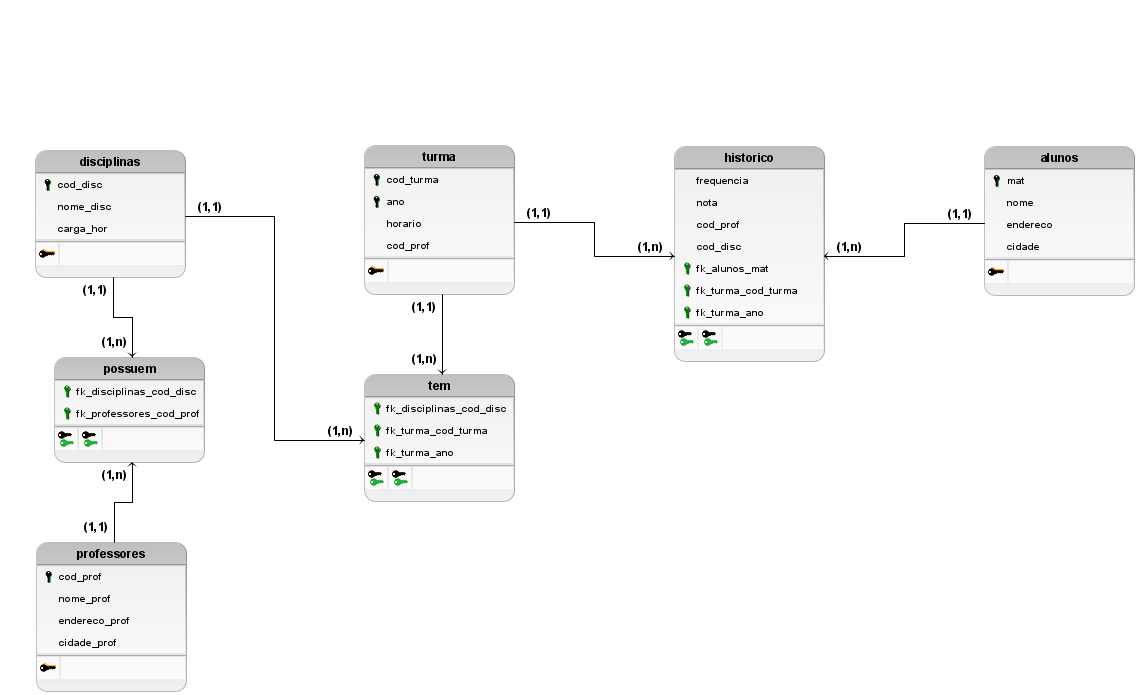 disciplinas
cod_disc
nome_disc
carga_hor
(1,1)
(1,1)
(1,n)
possuem
fk_disciplinas_cod_disc
fk_professores_cod_prof
(1,n)
(1,1)
professores
cod_prof
nome_prof
endereco_prof
cidade_prof
turma
cod_turma
ano
horario
cod_prof
(1,1)
(1,1)
(1,n)
(1,n)
tem
fk_disciplinas_cod_disc
fk_turma_cod_turma
fk_turma_ano
(1,n)
historico
frequencia
nota
cod_prof
cod_disc
fk_alunos_mat
fk_turma_cod_turma
fk_turma_ano
(1,n)
(1,1)
alunos
mat
nome
endereco
cidade